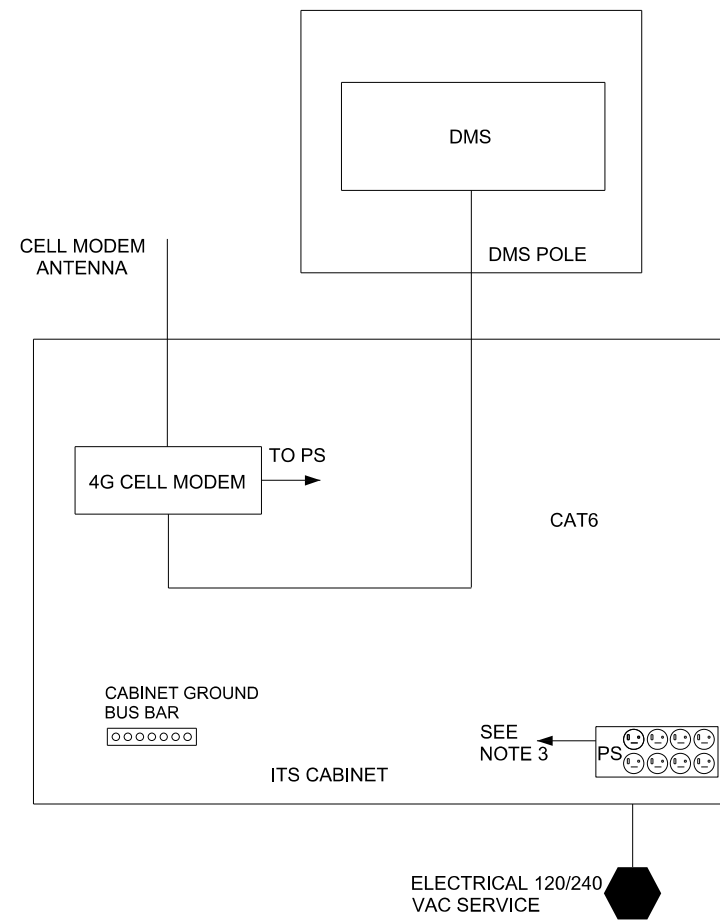 DMS
DMS POLE
CELL MODEM
ANTENNA
4G CELL MODEM
TO PS
CAT6
CABINET GROUND
BUS BAR
SEE
NOTE 3
PS
ITS CABINET
ELECTRICAL 120/240
VAC SERVICE